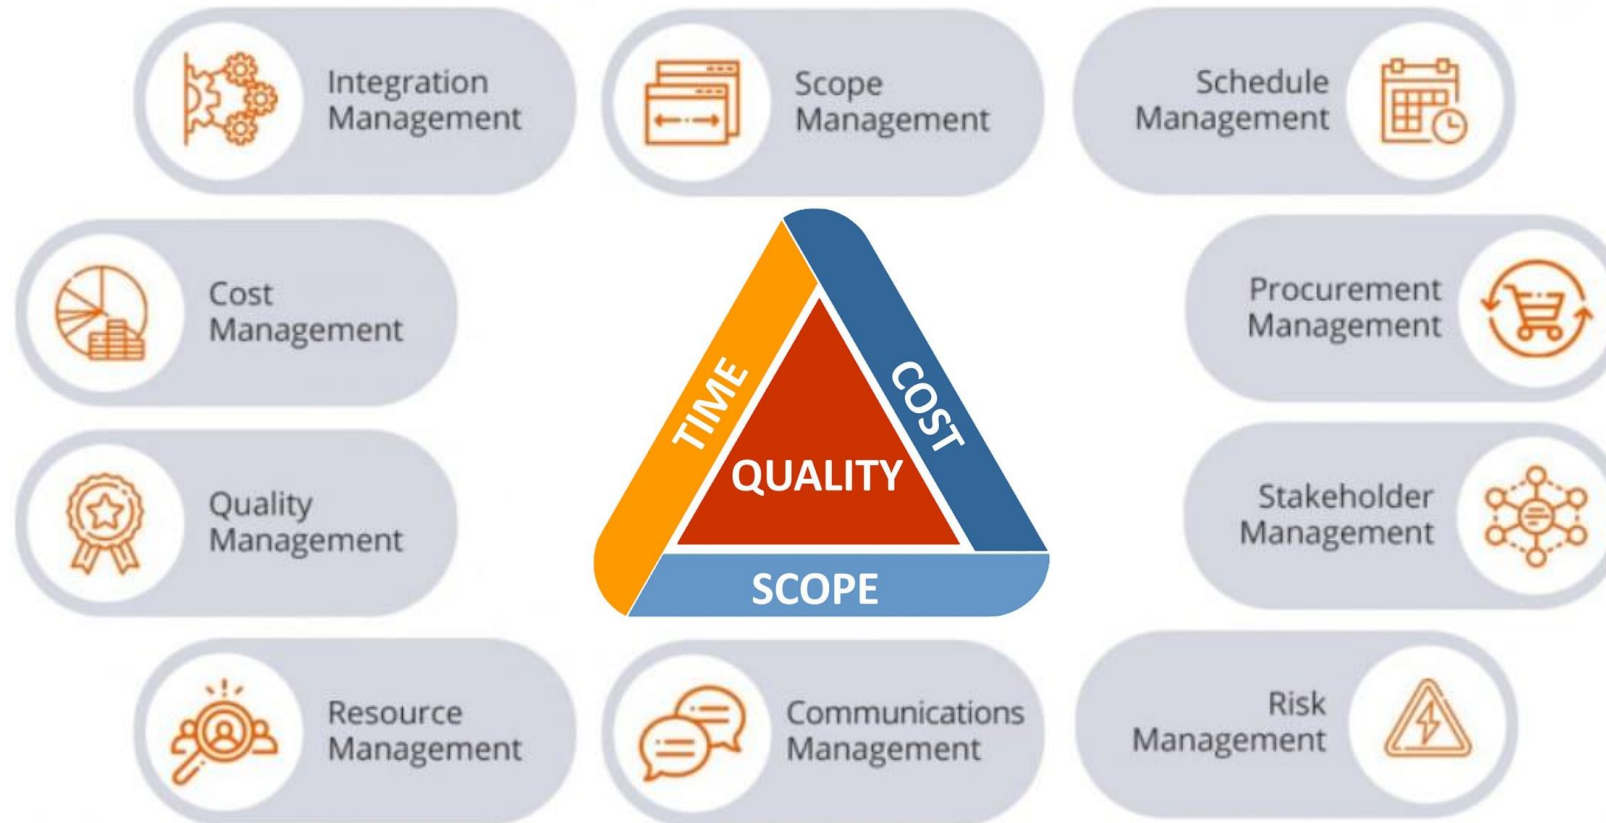 Integration
Management
Scope
Management
Schedule
Management
Cost
Management
TIME
COST
QUALITY
SCOPE
Procurement
Management
Quality
Management
Stakeholder
Management
Resource
Management
Communications
Management
Risk
Management